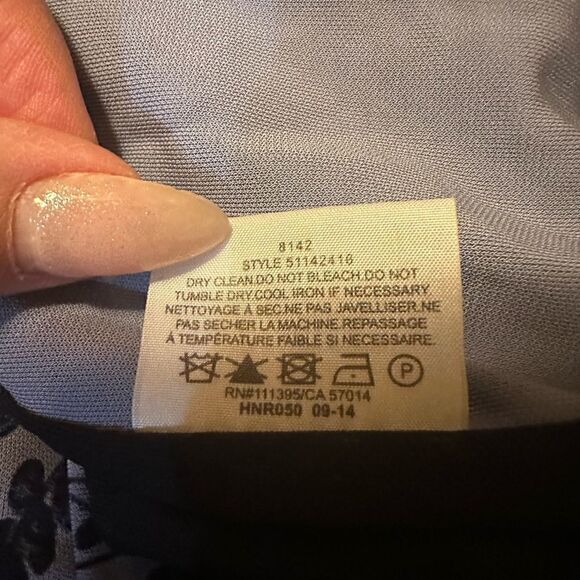 8142
STYLE 51142416
DRY CLEAN.DO NOT BLEACH.DO NOT
TUMBLE DRY.COOL IRON IF NECESSARY
NETTOYAGE À SEC.NE PAS JAVELLISER.NE
PAS SECHER LA MACHINE.REPASSAGE
À TEMPÉRATURE FAIBLE SI NECESSAIRE.
P
RN#111395/CA 57014
HNR050 09-14